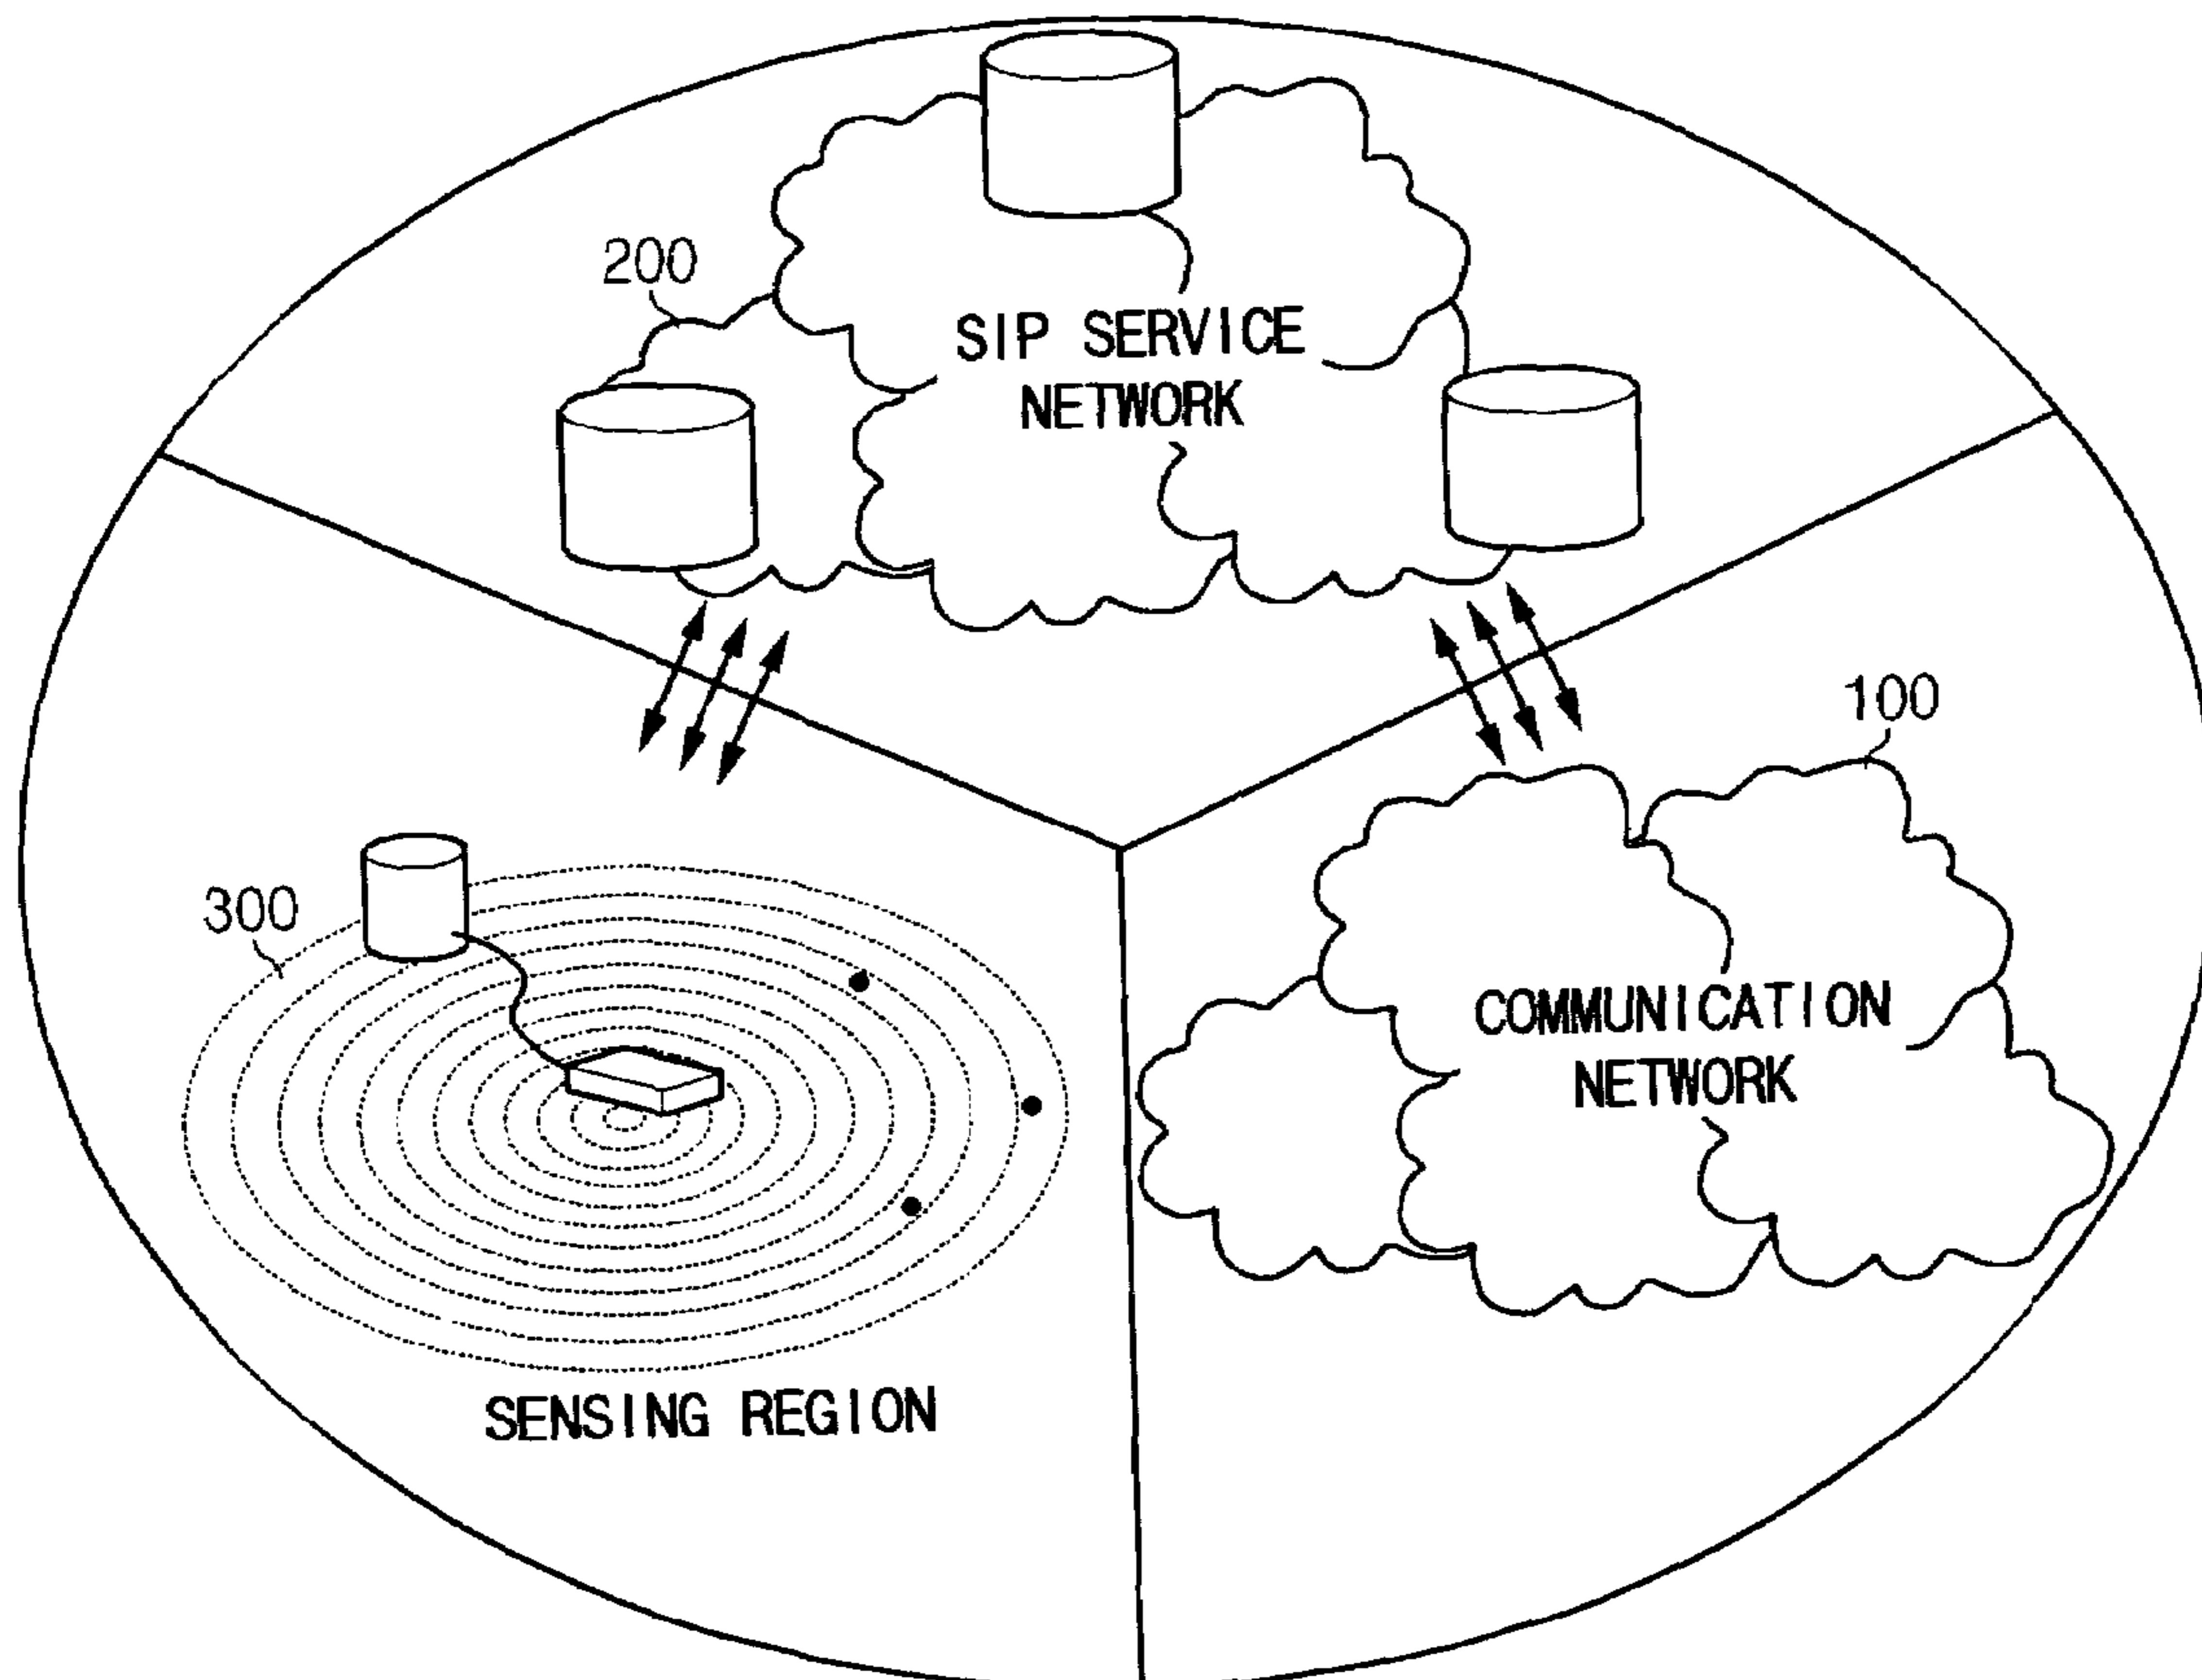 200
SIP SERVICE
NETWORK
100
300
COMMUNICATION
NETWORK
SENSING REGION